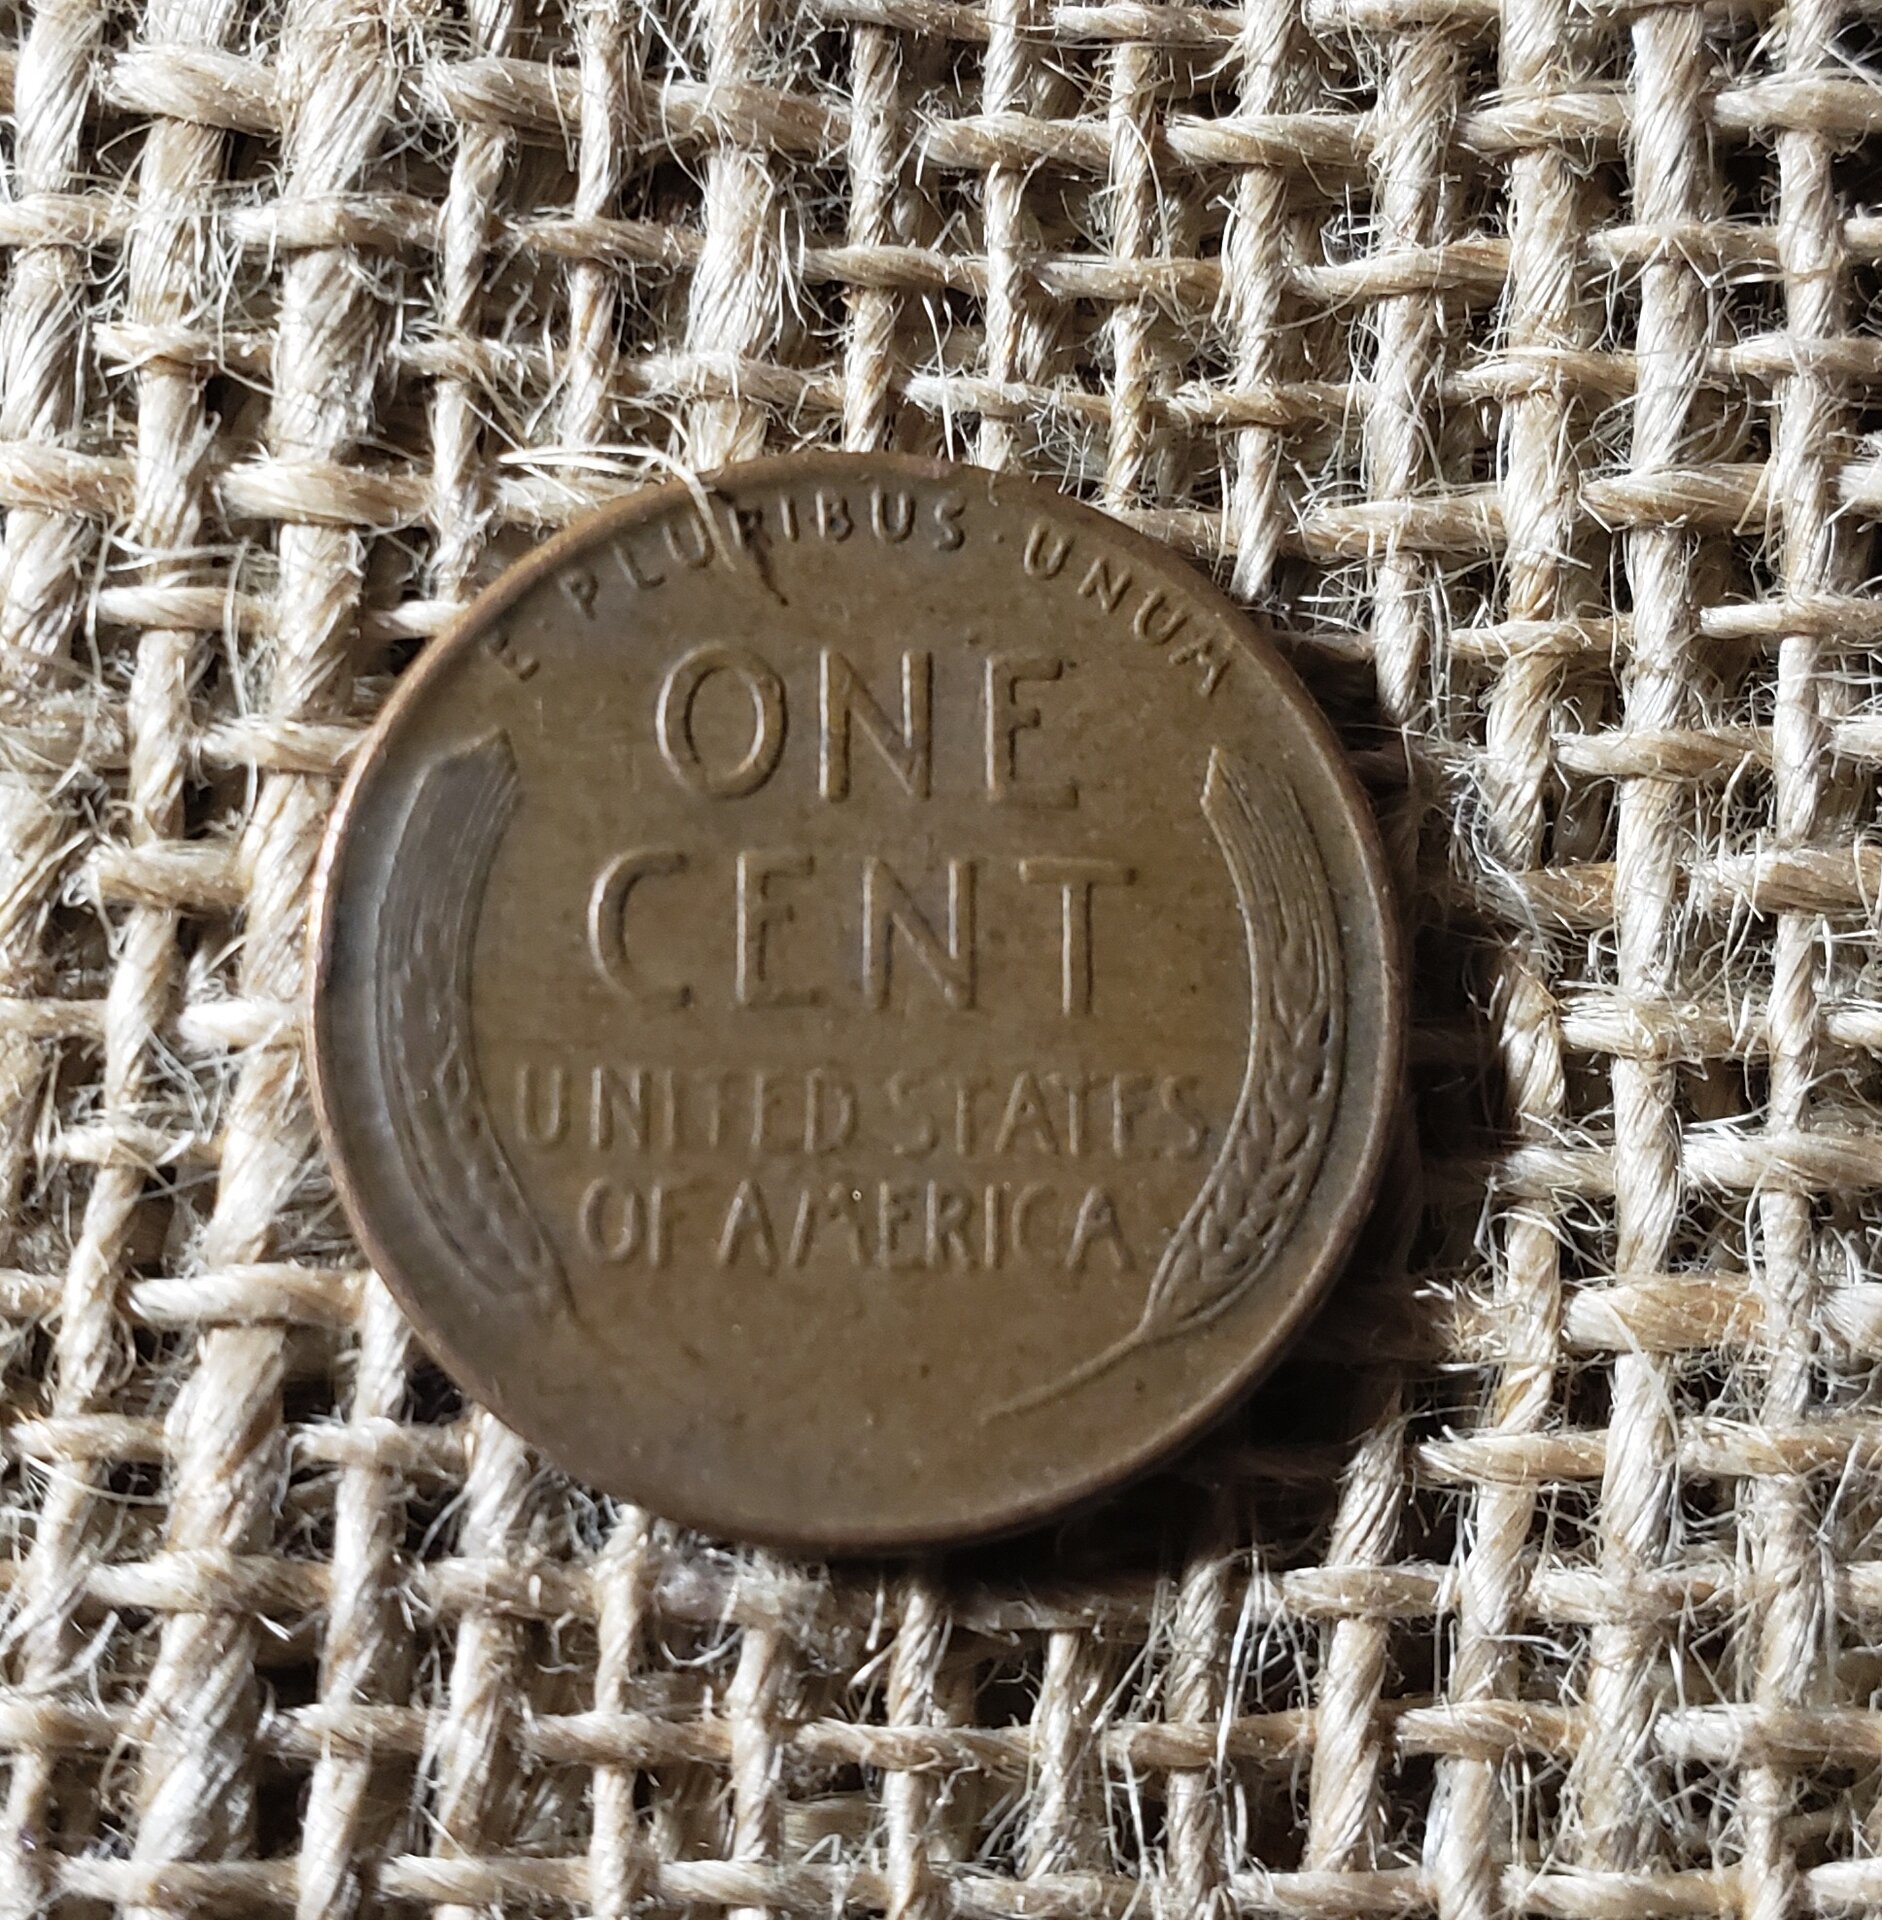 E · PLURIBUS · UNUM
ONE
CENT
UNITED STATES
OF AMERICA